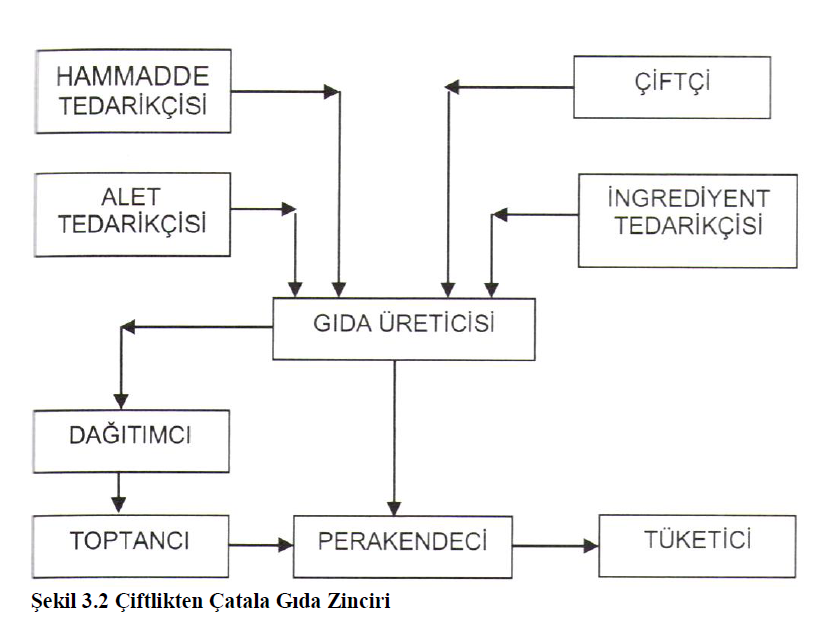 HAMMADDE
TEDARİKÇİSİ
ÇİFTÇİ
ALET
TEDARİKÇİSİ
İNGREDİYENT
TEDARİKÇİSİ
GIDA ÜRETİCİSİ
DAĞITIMCI
TOPTANCI
PERAKENDECİ
TÜKETİCİ
Şekil 3.2 Çiftlikten Çatala Gıda Zinciri